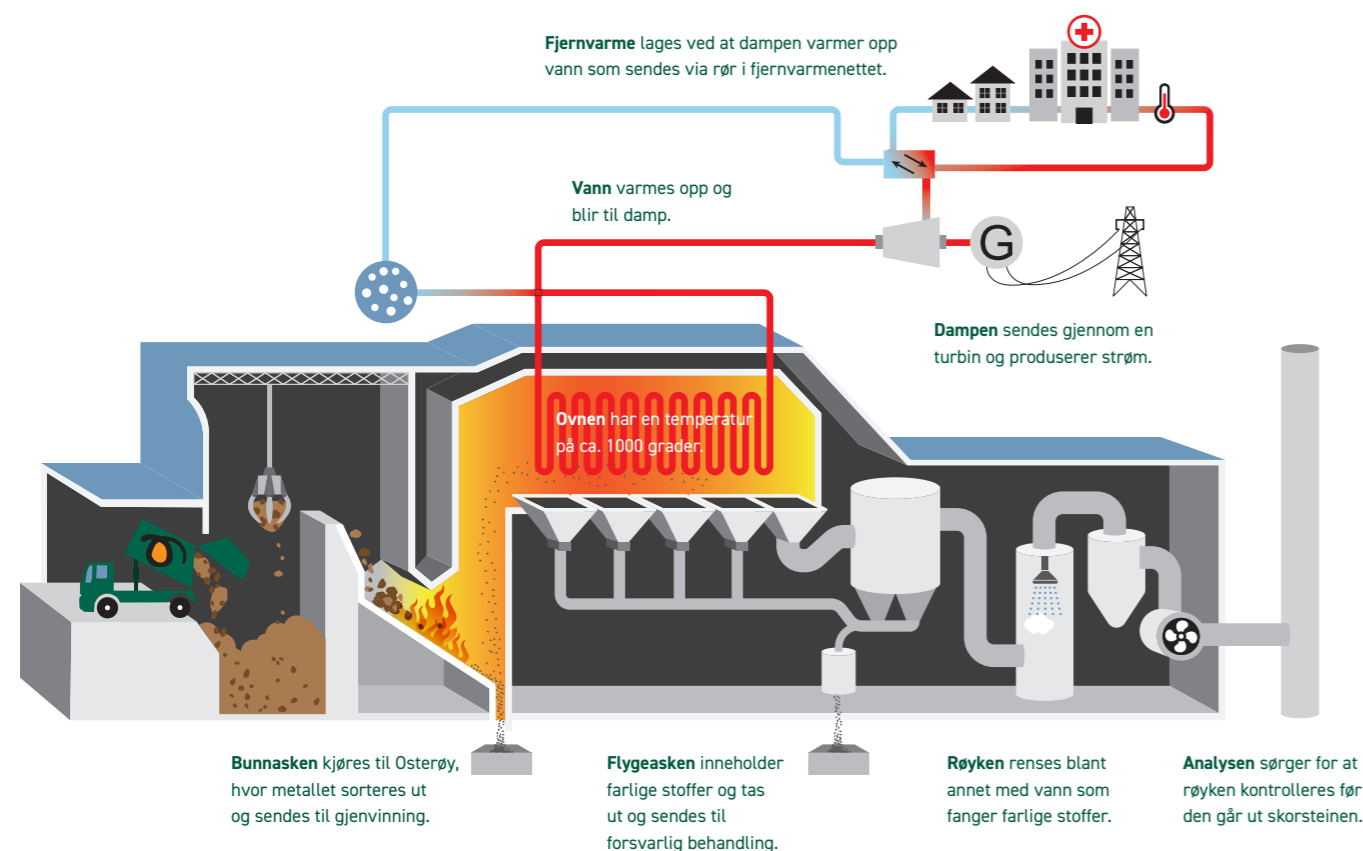 Fjernvarme lages ved at dampen varmer opp
vann som sendes via rør i fjernvarmenettet.
Vann varmes opp og
blir til damp.
G
Dampen sendes gjennom en
turbin og produserer strøm.
Ovnen har en temperatur
på ca. 1000 grader.
Bunnasken kjøres til Osterøy,
hvor metallet sorteres ut
og sendes til gjenvinning.
Flygeasken inneholder
farlige stoffer og tas
ut og sendes til
forsvarlig behandling.
Røyken renses blant
annet med vann som
fanger farlige stoffer.
Analysen sørger for at
røyken kontrolleres før
den går ut skorsteinen.